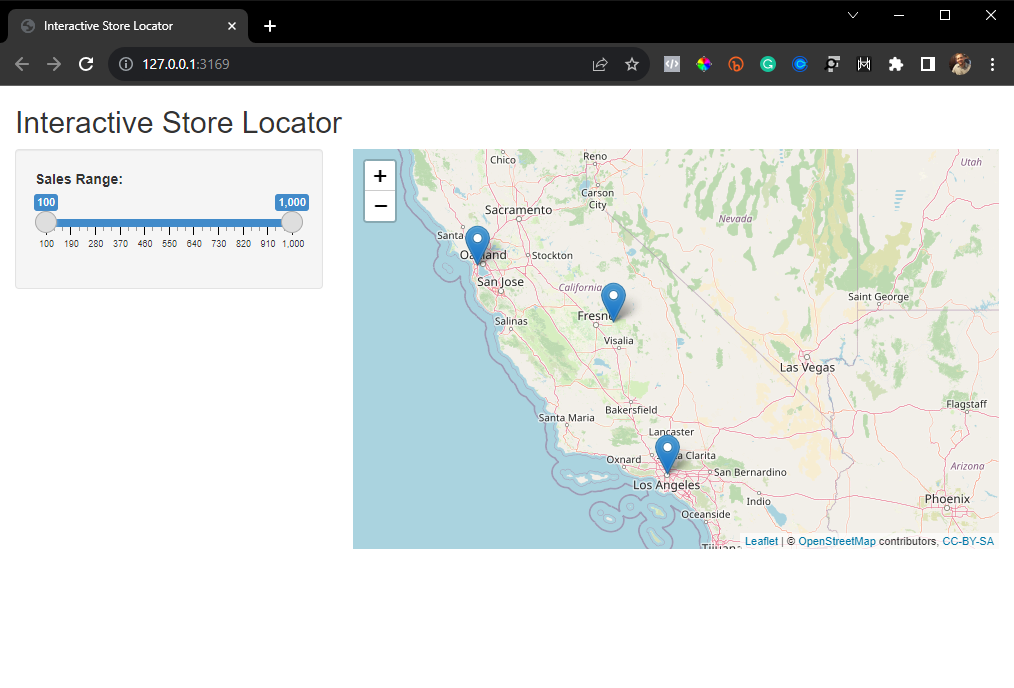 Interactive Store Locator
127.0.0.1:3169
Interactive Store Locator
Sales Range:
100 1,000
100 190 280 370 460 550 640 730 820 910 1,000
+
−
Chico
Reno
Utah
Carson
City
Sacramento
Nevada
Santa
Oakland
Stockton
San Jose
California
Saint George
Fresno
Salinas
Visalia
Las Vegas
Flagstaff
Bakersfield
Santa Maria
Lancaster
Oxnard
Clarita
Arizona
San Bernardino
Los Angeles
Indio
Phoenix
Oceanside
Tijuana
Leaflet | © OpenStreetMap contributors, CC-BY-SA